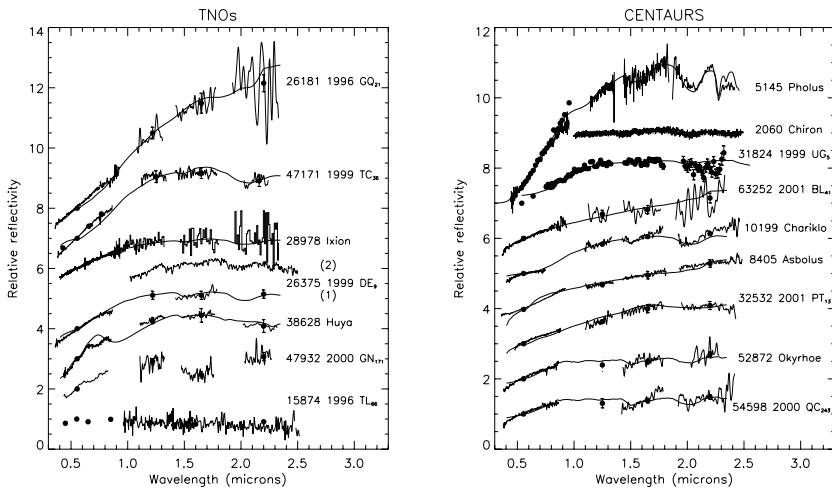 TNOs
14
12
10
8
6
4
2
0
Relative reflectivity
0.5 1.0 1.5 2.0 2.5 3.0
Wavelength (microns)
26181 1996 GQ₂₁
47171 1999 TC₃₆
28978 Ixion
(2)
26375 1999 DE₉
(1)
38628 Huya
47932 2000 GN₁₇₁
15874 1996 TL₆₆
CENTAURS
12
10
8
6
4
2
0
Relative reflectivity
0.5 1.0 1.5 2.0 2.5 3.0
Wavelength (microns)
5145 Pholus
2060 Chiron
31824 1999 UG₅
63252 2001 BL₄₁
10199 Chariklo
8405 Asbolus
32532 2001 PT₁₃
52872 Okyrhoe
54598 2000 QC₂₄₃